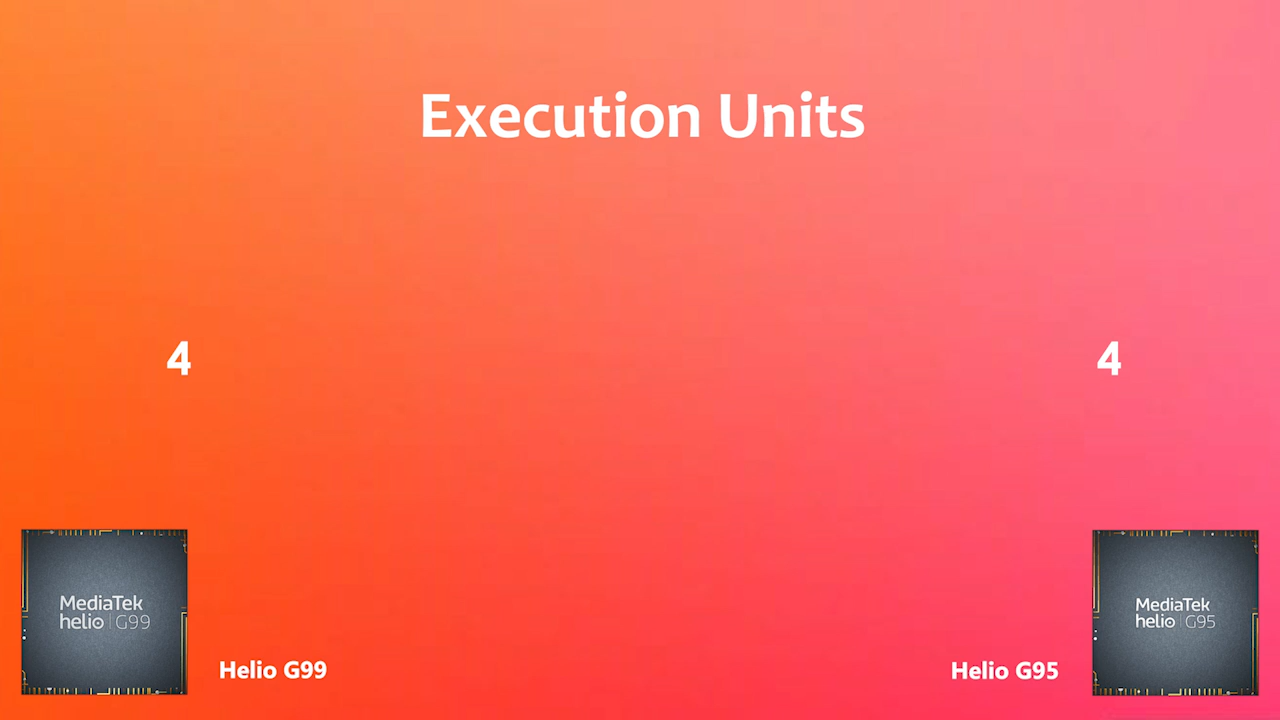 Execution Units
4
4
MediaTek
helio | G99
Helio G99
Helio G95
MediaTek
helio | G95